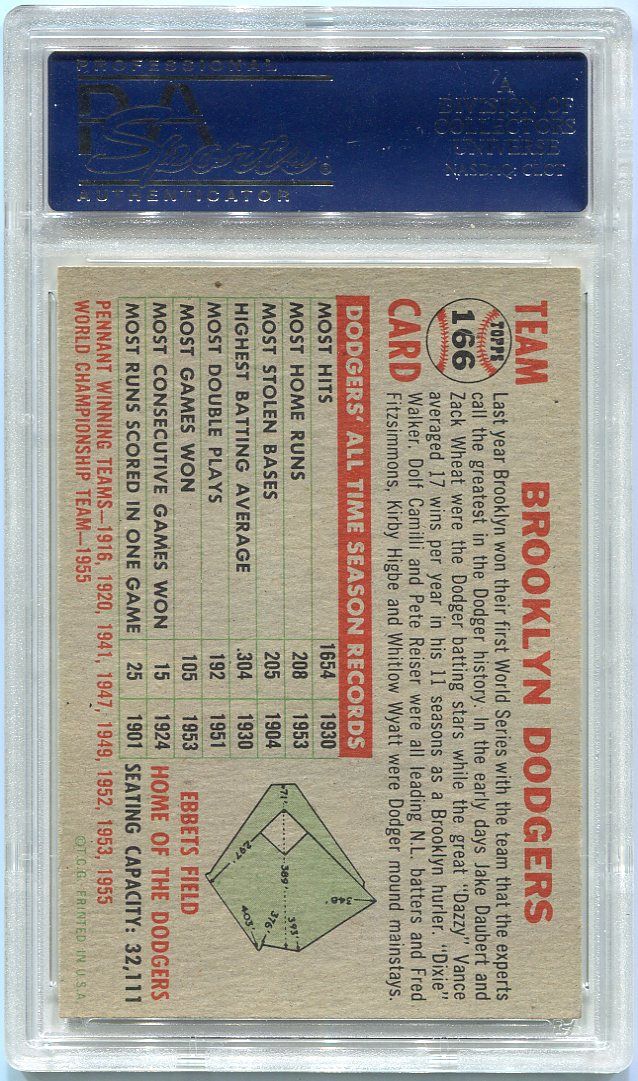 PROFESSIONAL
PSA
Sports
AUTHENTICATOR
A
DIVISION OF
COLLECTORS
UNIVERSE
NASDAQ: CLCT
TEAM
TOPPS
166
CARD
BROOKLYN DODGERS
Last year Brooklyn won their first World Series with the team that the experts
call the greatest in the Dodger history. In the early days Jake Daubert and
Zack Wheat were the Dodger batting stars while the great "Dazzy" Vance
averaged 17 wins per year in his 11 seasons as a Brooklyn hurler. "Dixie"
Walker, Dolf Camilli and Pete Reiser were all leading N.L. batters and Fred
Fitzsimmons, Kirby Higbe and Whitlow Wyatt were Dodger mound mainstays.
DODGERS' ALL TIME SEASON RECORDS
MOST HITS 1654 1930
MOST HOME RUNS 208 1953
MOST STOLEN BASES 205 1904
HIGHEST BATTING AVERAGE .304 1930
MOST DOUBLE PLAYS 192 1951
MOST GAMES WON 105 1953
MOST CONSECUTIVE GAMES WON 15 1924
MOST RUNS SCORED IN ONE GAME 25 1901
PENNANT WINNING TEAMS—1916, 1920, 1941, 1947, 1949, 1952, 1953, 1955
WORLD CHAMPIONSHIP TEAM—1955
348'
393'
389'
376'
71'
403'
297'
EBBETS FIELD
HOME OF THE DODGERS
SEATING CAPACITY: 32,111
©T.C.G. PRINTED IN U.S.A.